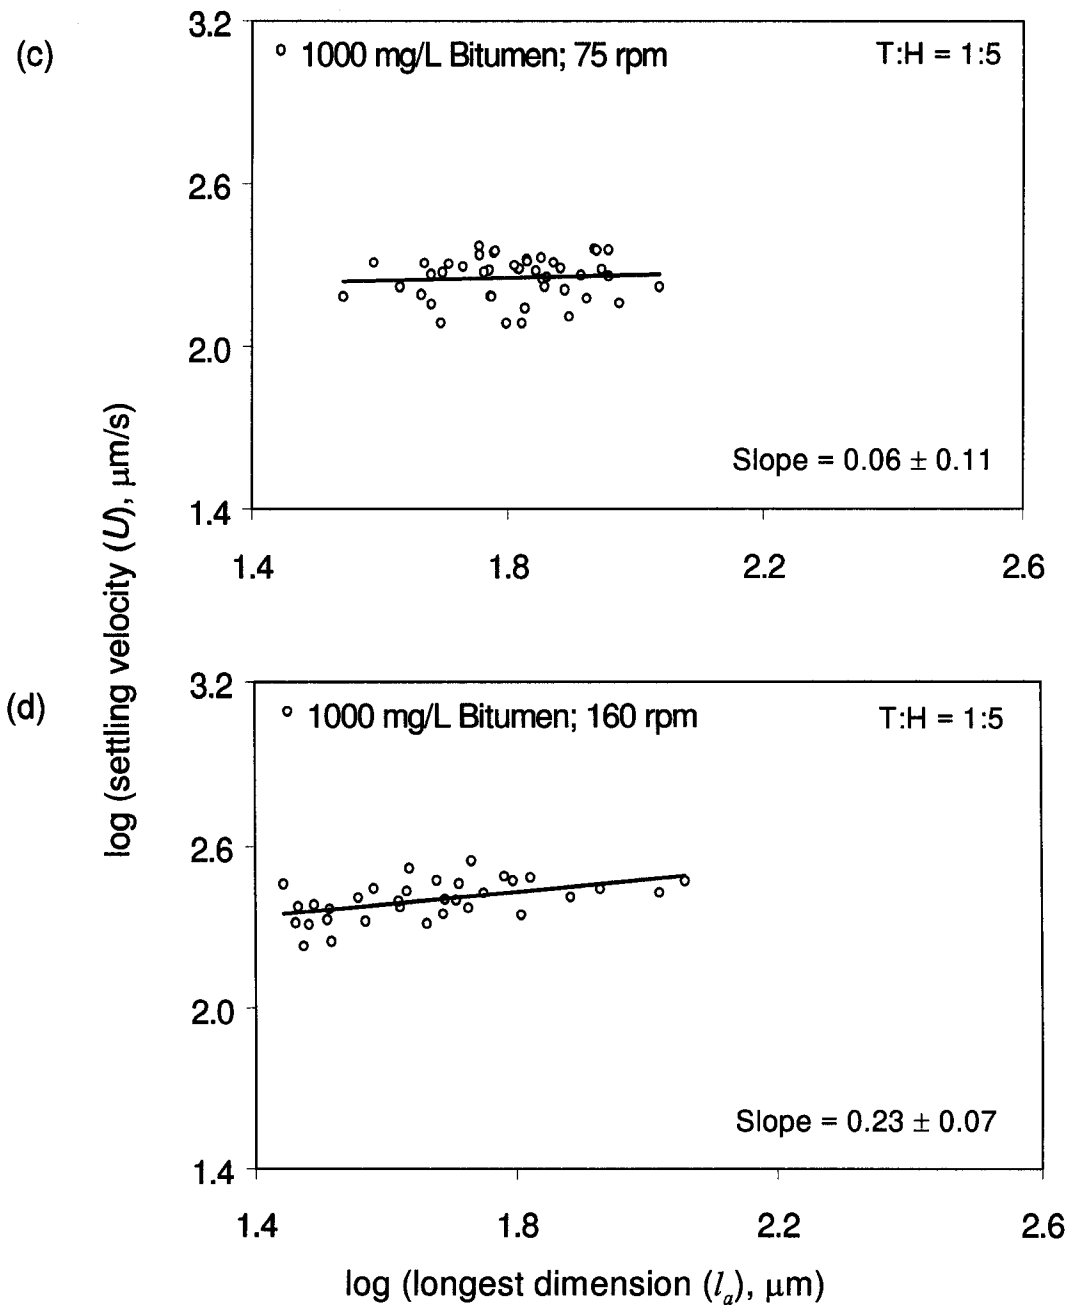 (c)
3.2
○ 1000 mg/L Bitumen; 75 rpm
T:H = 1:5
2.6
2.0
Slope = 0.06 ± 0.11
1.4
1.4 1.8 2.2 2.6
log (settling velocity (U), μm/s)
(d)
3.2
○ 1000 mg/L Bitumen; 160 rpm
T:H = 1:5
2.6
2.0
Slope = 0.23 ± 0.07
1.4
1.4 1.8 2.2 2.6
log (longest dimension (lₐ), μm)